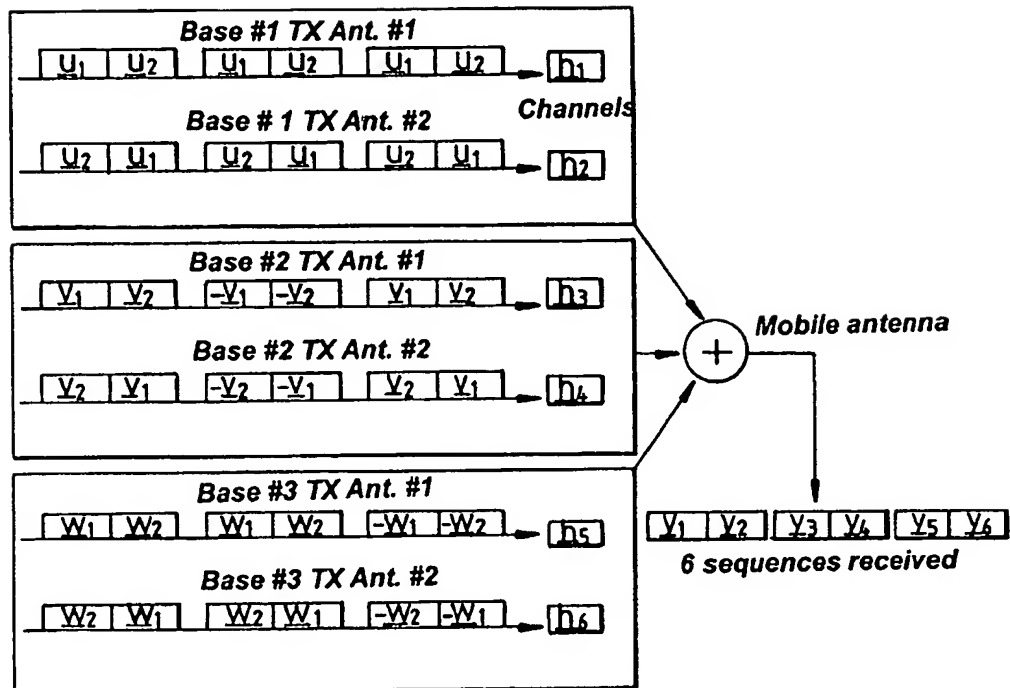 Base #1 TX Ant. #1
u1 u2 u1 u2 u1 u2 h1
Channels
Base # 1 TX Ant. #2
u2 u1 u2 u1 u2 u1 h2
Base #2 TX Ant. #1
v1 v2 -v1 -v2 v1 v2 h3
Base #2 TX Ant. #2
v2 v1 -v2 -v1 v2 v1 h4
Mobile antenna
+
Base #3 TX Ant. #1
w1 w2 w1 w2 -w1 -w2 h5
y1 y2 y3 y4 y5 y6
6 sequences received
Base #3 TX Ant. #2
w2 w1 w2 w1 -w2 -w1 h6